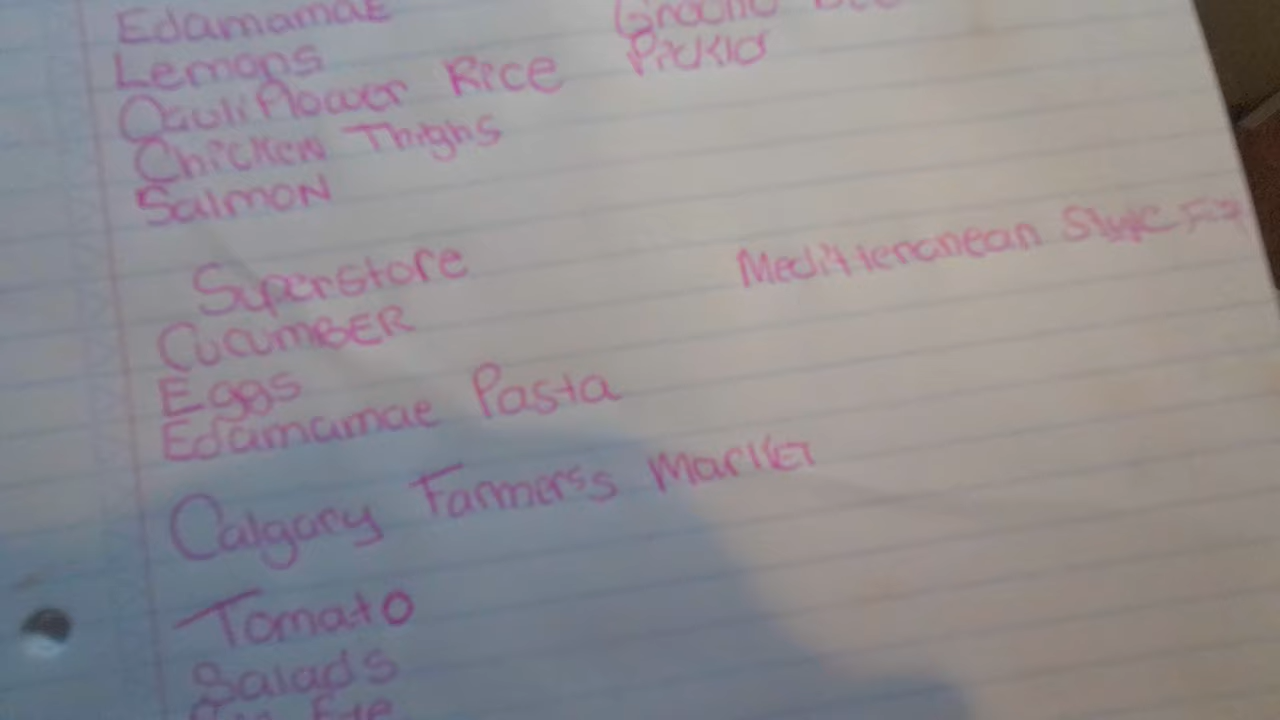 Edamamae
Lemons
Cauliflower Rice
Chicken Thighs
Salmon
Ground
Superstore
Mediterranean Style
Cucumber
Eggs
Edamamae Pasta
Calgary Farmers's Market
Tomato
Salads